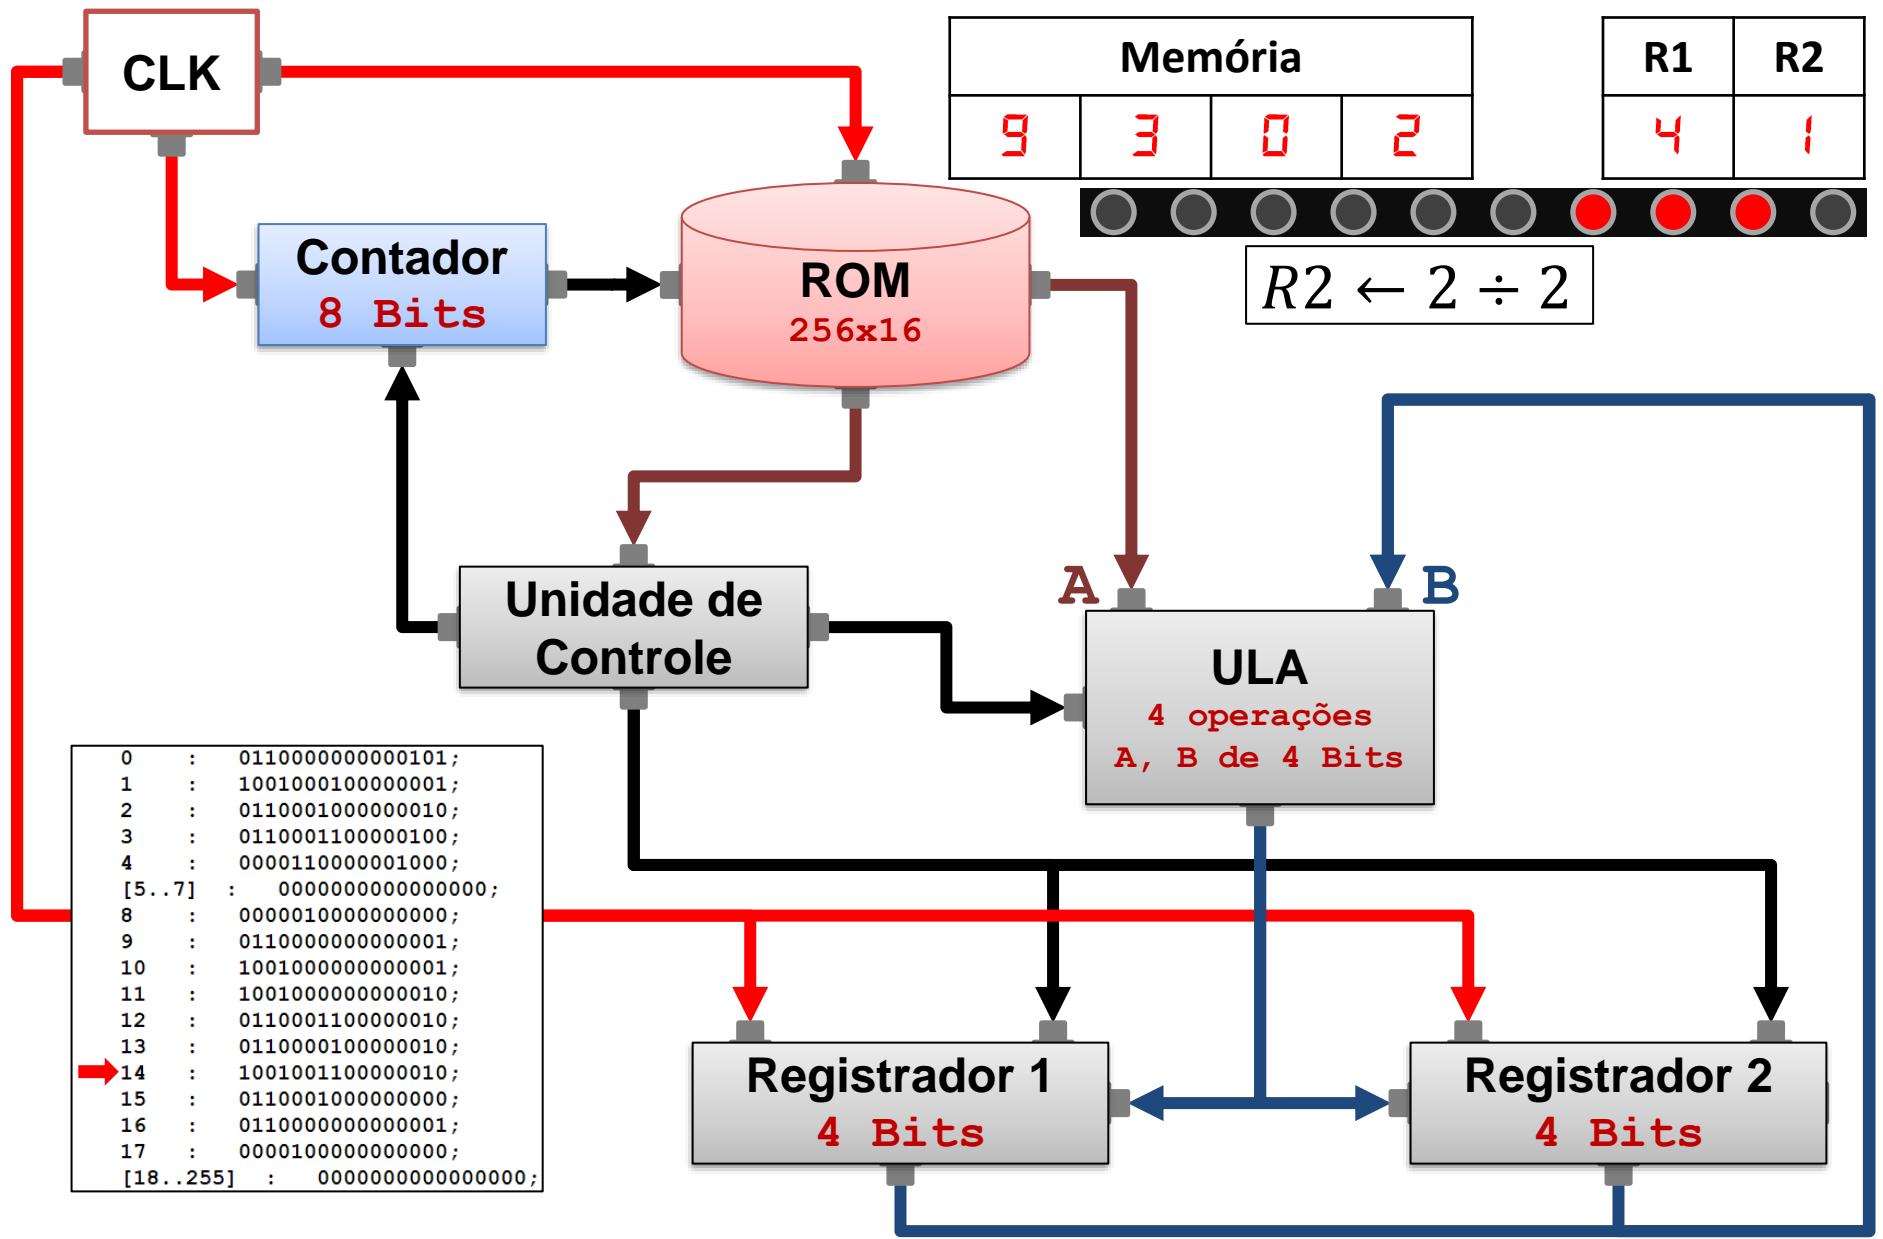 CLK
Memória
R1 R2
9 3 0 2
4 1
Contador
8 Bits
ROM
256x16
R2 ← 2 ÷ 2
A
B
Unidade de
Controle
ULA
4 operações
A, B de 4 Bits
0 : 0110000000000101;
1 : 1001000100000001;
2 : 0110001000000010;
3 : 0110001100000100;
4 : 0000110000001000;
[5..7] : 0000000000000000;
8 : 0000010000000000;
9 : 0110000000000001;
10 : 1001000000000001;
11 : 1001000000000010;
12 : 0110001100000010;
13 : 0110000100000010;
14 : 1001001100000010;
15 : 0110001000000000;
16 : 0110000000000001;
17 : 0000100000000000;
[18..255] : 0000000000000000;
Registrador 1
4 Bits
Registrador 2
4 Bits